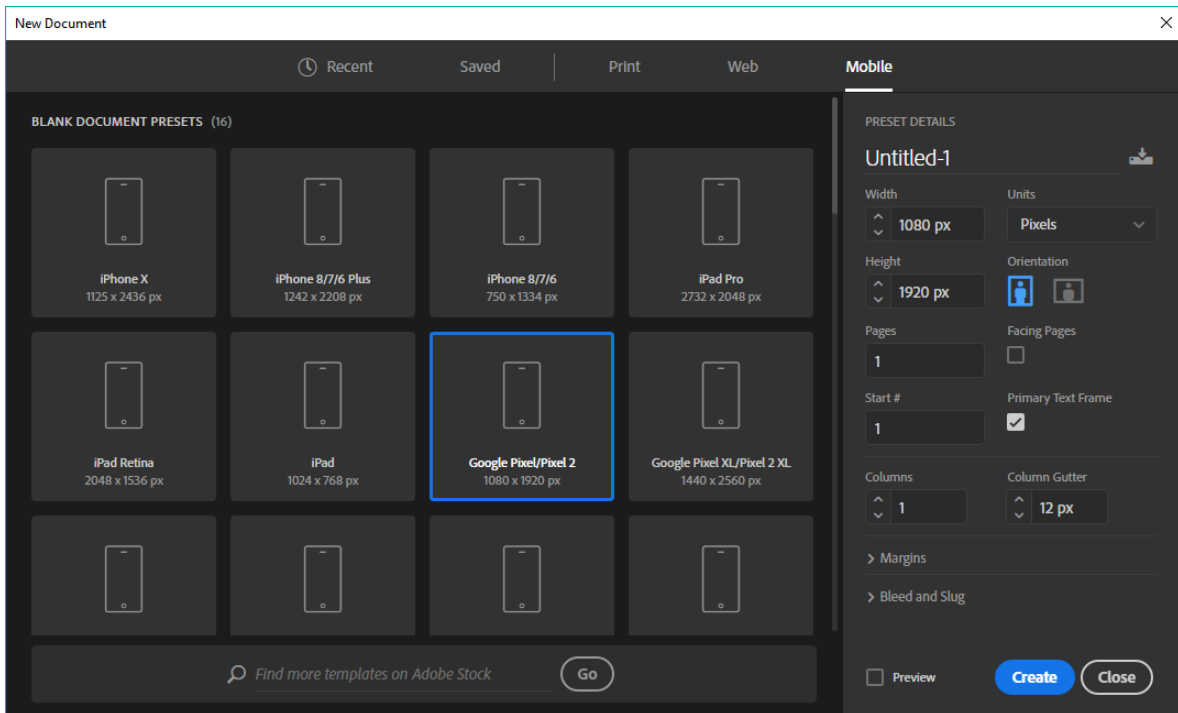 New Document
Recent Saved Print Web Mobile
BLANK DOCUMENT PRESETS (16)
iPhone X
1125 x 2436 px
iPhone 8/7/6 Plus
1242 x 2208 px
iPhone 8/7/6
750 x 1334 px
iPad Pro
2732 x 2048 px
iPad Retina
2048 x 1536 px
iPad
1024 x 768 px
Google Pixel/Pixel 2
1080 x 1920 px
Google Pixel XL/Pixel 2 XL
1440 x 2560 px
Find more templates on Adobe Stock Go
PRESET DETAILS
Untitled-1
Width Units
1080 px Pixels
Height Orientation
1920 px
Pages Facing Pages
1
Start # Primary Text Frame
1
Columns Column Gutter
1 12 px
Margins
Bleed and Slug
Preview Create Close